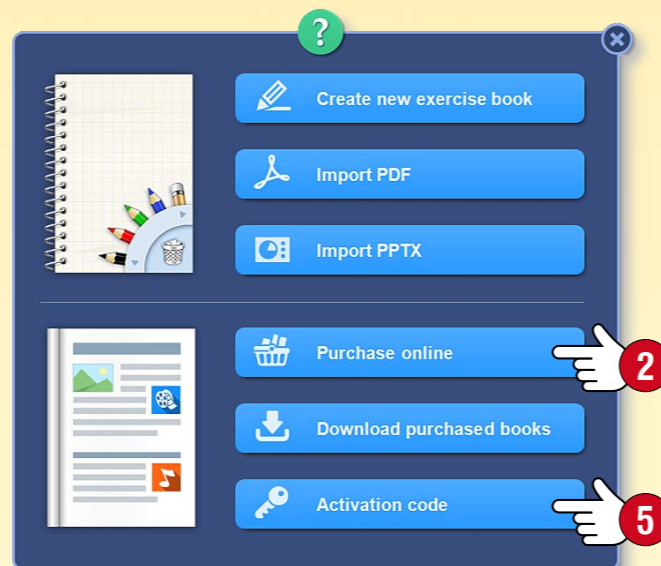 ?
Create new exercise book
Import PDF
Import PPTX
Purchase online
2
Download purchased books
Activation code
5